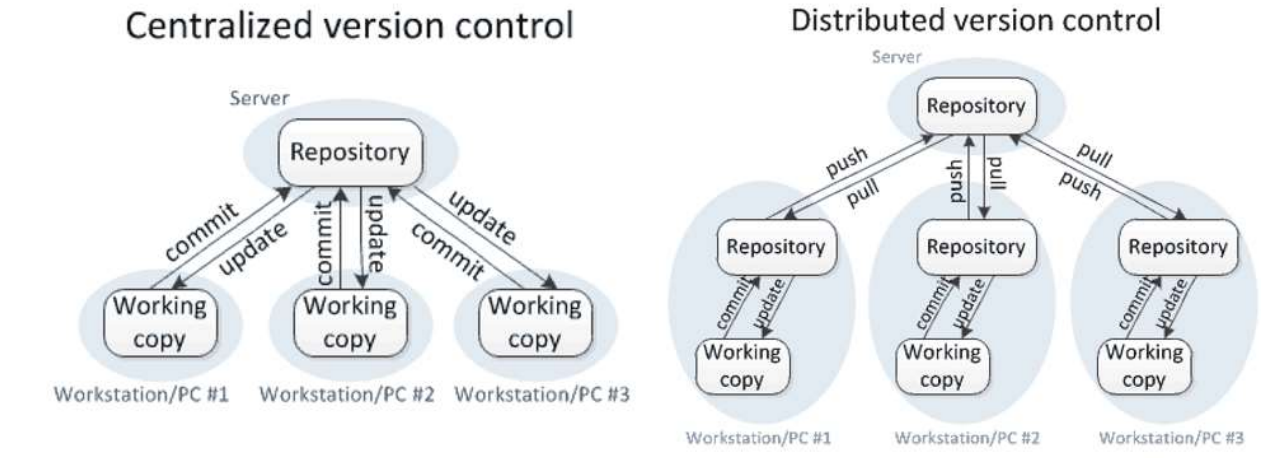 Centralized version control
Server
Repository
commit
update
commit
update
update
commit
Working
copy
Working
copy
Working
copy
Workstation/PC #1
Workstation/PC #2
Workstation/PC #3
Distributed version control
Server
Repository
push
pull
push
pull
pull
push
Repository
Repository
Repository
commit
update
commit
update
commit
update
Working
copy
Working
copy
Working
copy
Workstation/PC #1
Workstation/PC #2
Workstation/PC #3